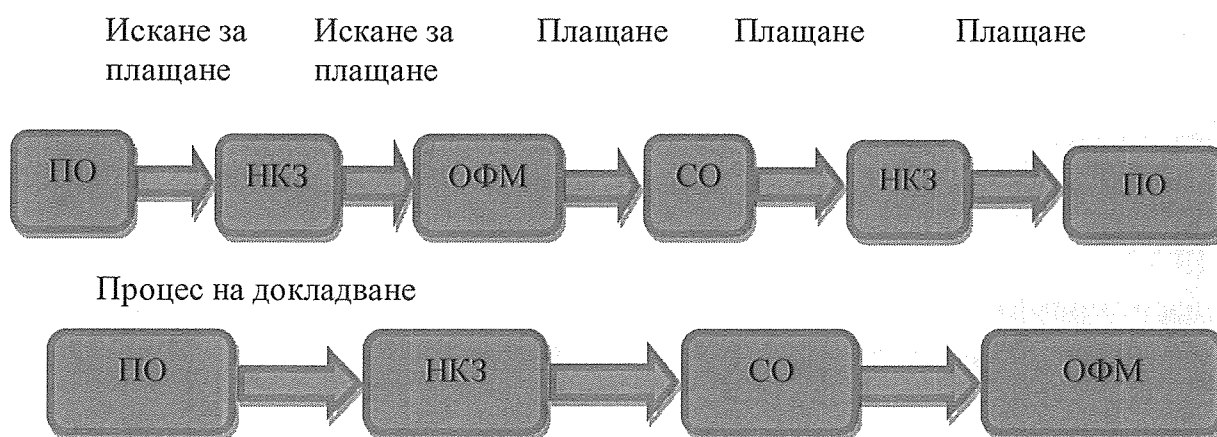 Искане за Искане за Плащане Плащане Плащане
плащане плащане
ПО НКЗ ОФМ СО НКЗ ПО
Процес на докладване
ПО НКЗ СО ОФМ